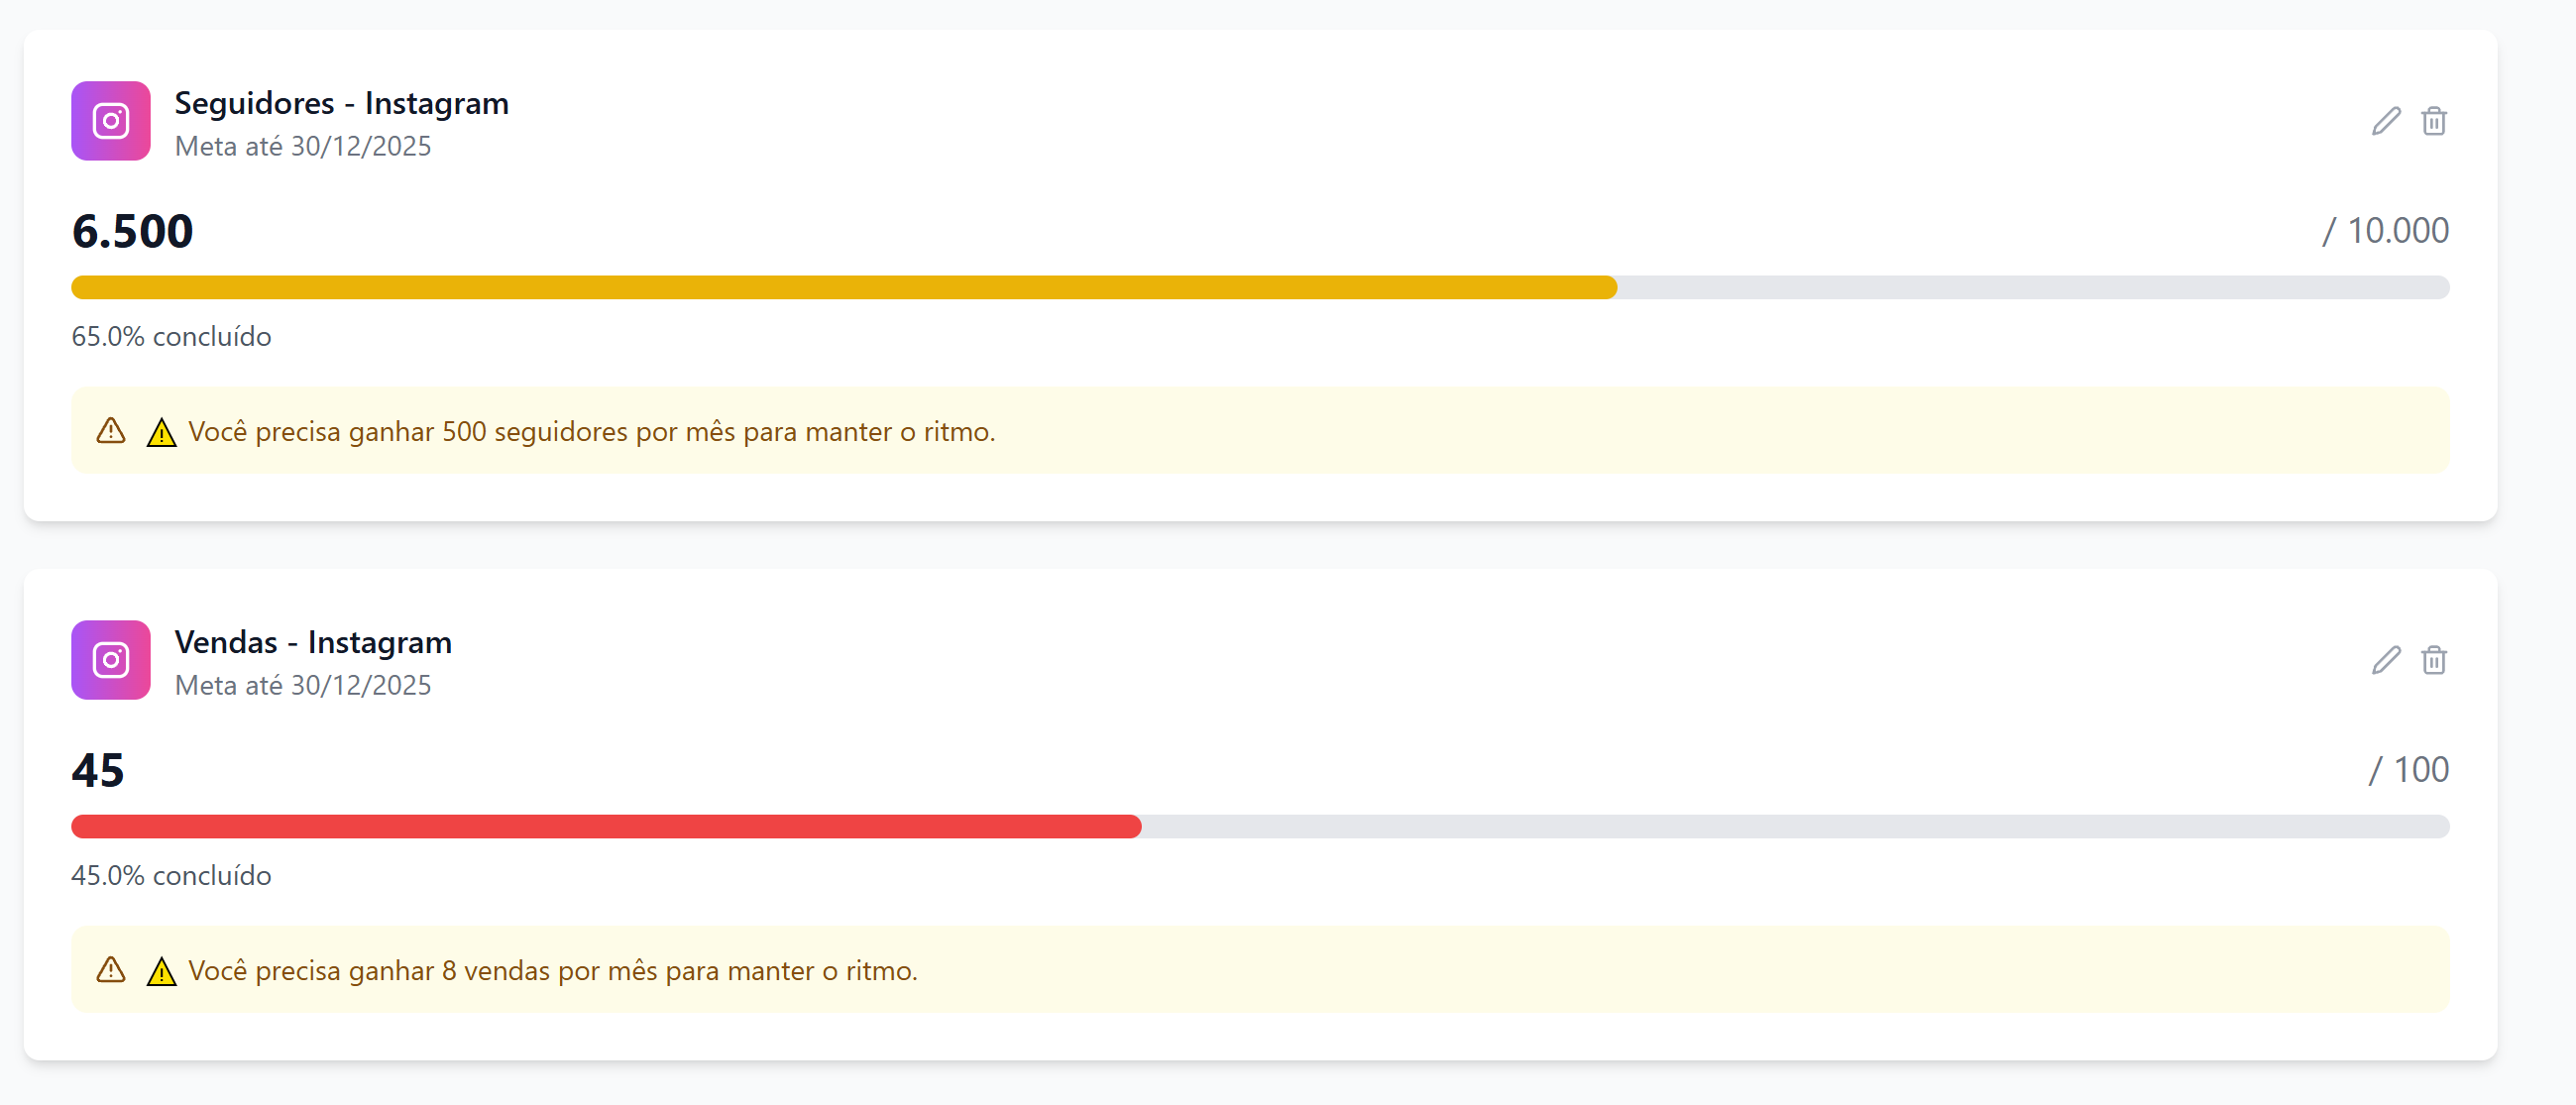 Seguidores - Instagram
Meta até 30/12/2025
6.500 / 10.000
65.0% concluído
⚠ Você precisa ganhar 500 seguidores por mês para manter o ritmo.
Vendas - Instagram
Meta até 30/12/2025
45 / 100
45.0% concluído
⚠ Você precisa ganhar 8 vendas por mês para manter o ritmo.